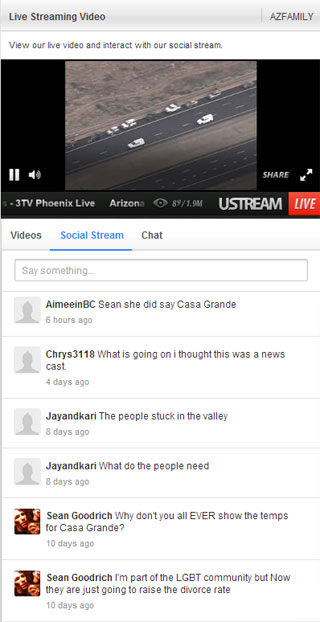 Live Streaming Video
AZFAMILY
View our live video and interact with our social stream.
SHARE
s - 3TV Phoenix Live Arizona
/ 1.9M
USTREAM
LIVE
Videos
Social Stream
Chat
Say something...
AimeeinBC Sean she did say Casa Grande
6 hours ago
Chrys3118 What is going on i thought this was a news
cast.
4 days ago
Jayandkari The people stuck in the valley
8 days ago
Jayandkari What do the people need
8 days ago
Sean Goodrich Why don't you all EVER show the temps
for Casa Grande?
10 days ago
Sean Goodrich I'm part of the LGBT community but Now
they are just going to raise the divorce rate
10 days ago